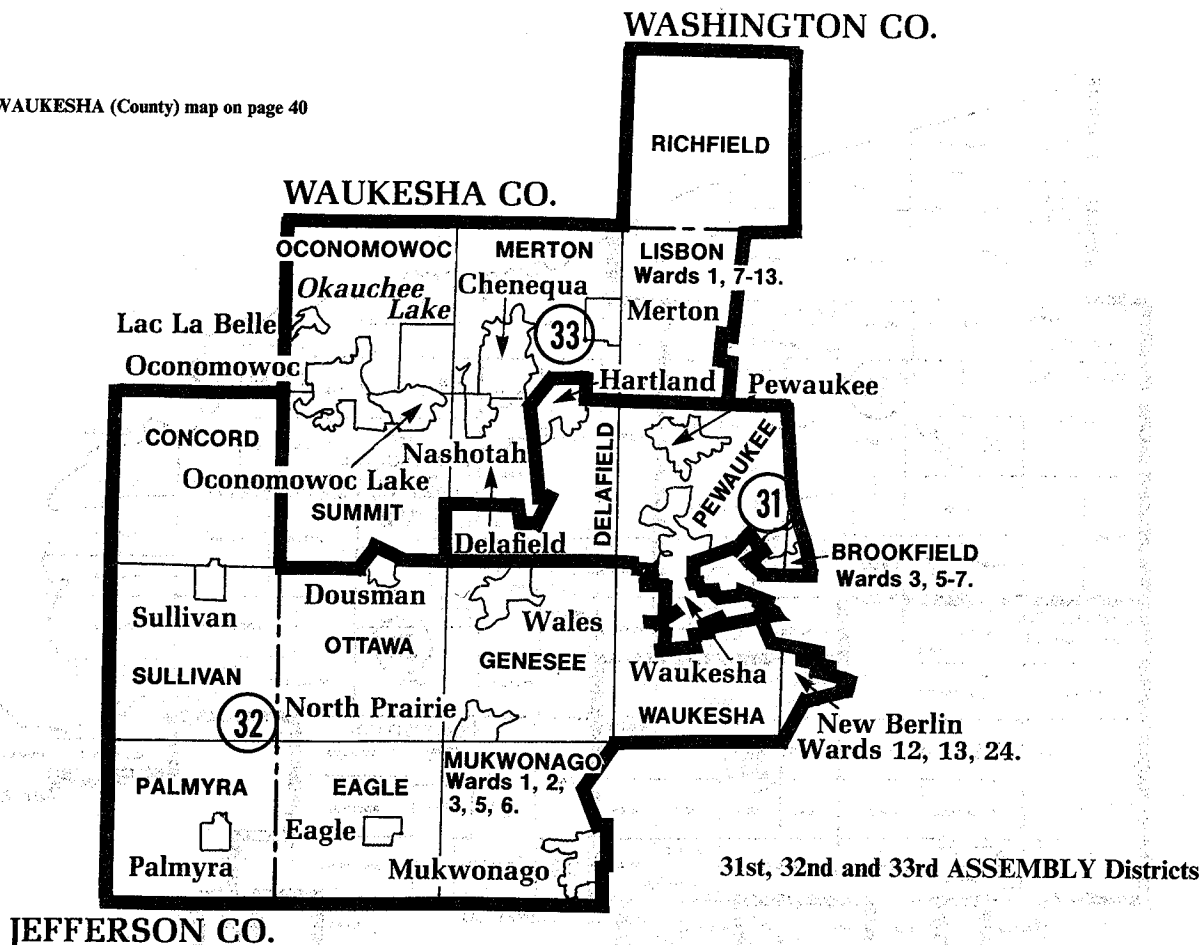 WASHINGTON CO.
WAUKESHA (County) map on page 40
RICHFIELD
WAUKESHA CO.
OCONOMOWOC
MERTON
LISBON
Wards 1, 7-13.
Okauchee
Lake
Chenequa
Merton
Lac La Belle
33
Oconomowoc
Hartland
Pewaukee
CONCORD
Nashotah
Oconomowoc Lake
DELAFIELD
PEWAUKEE
31
SUMMIT
Delafield
BROOKFIELD
Wards 3, 5-7.
Dousman
Sullivan
Wales
OTTAWA
GENESEE
SULLIVAN
Waukesha
32
North Prairie
WAUKESHA
New Berlin
Wards 12, 13, 24.
MUKWONAGO
Wards 1, 2,
3, 5, 6.
PALMYRA
EAGLE
Eagle
Palmyra
Mukwonago
31st, 32nd and 33rd ASSEMBLY Districts
JEFFERSON CO.